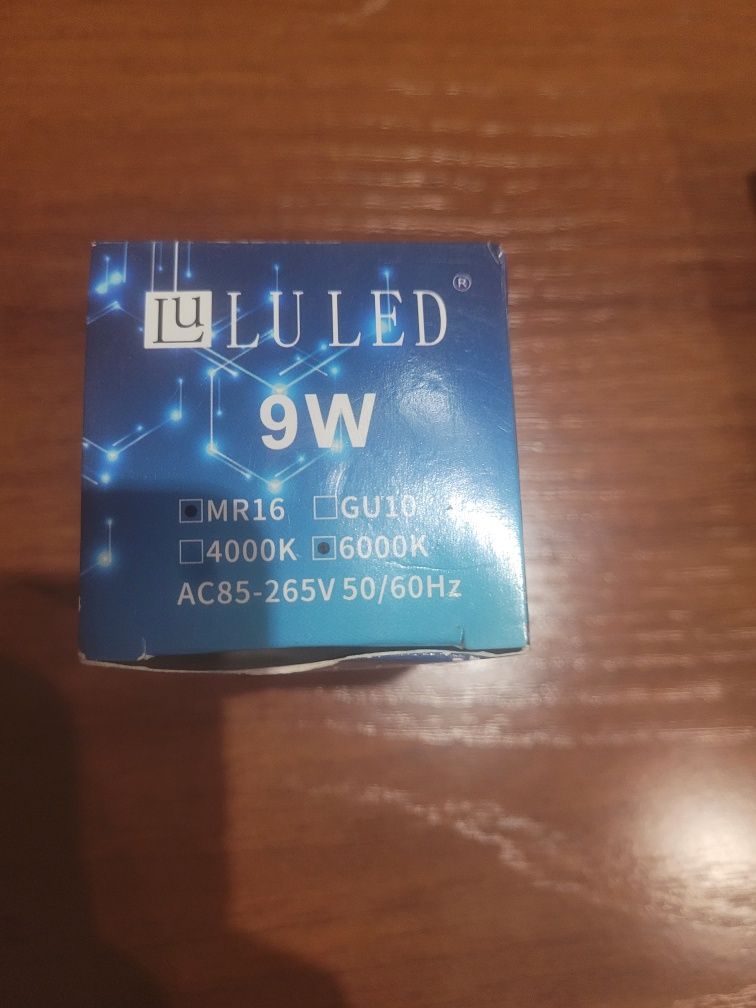 Lu LU LED ®
9W
MR16 GU10
4000K 6000K
AC85-265V 50/60Hz